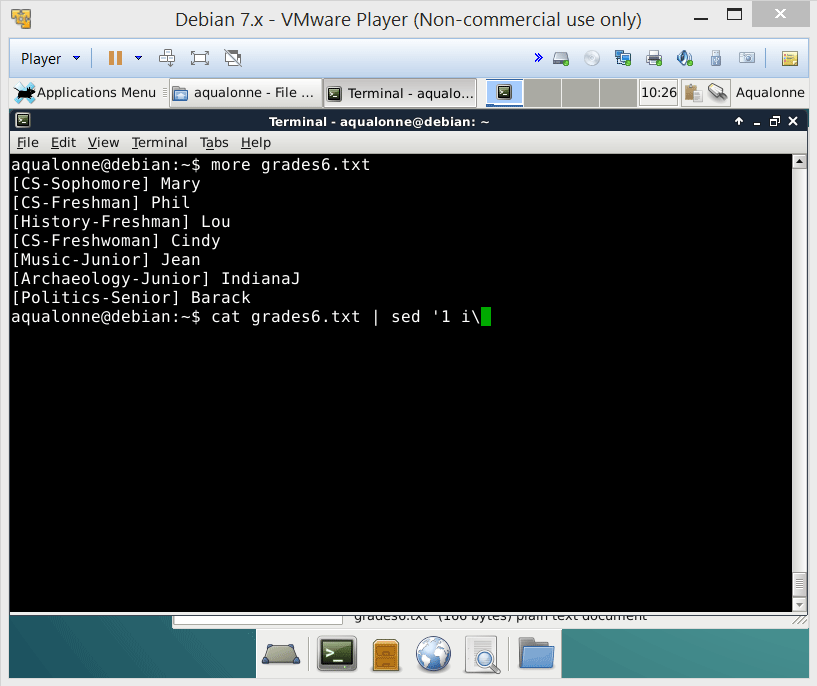 Debian 7.x - VMware Player (Non-commercial use only)
Player
Applications Menu
aqualonne - File ...
Terminal - aqualo...
10:26
Aqualonne
Terminal - aqualonne@debian: ~
File Edit View Terminal Tabs Help
aqualonne@debian:~$ more grades6.txt
[CS-Sophomore] Mary
[CS-Freshman] Phil
[History-Freshman] Lou
[CS-Freshwoman] Cindy
[Music-Junior] Jean
[Archaeology-Junior] IndianaJ
[Politics-Senior] Barack
aqualonne@debian:~$ cat grades6.txt | sed '1 i\
"grades6.txt" (166 bytes) plain text document